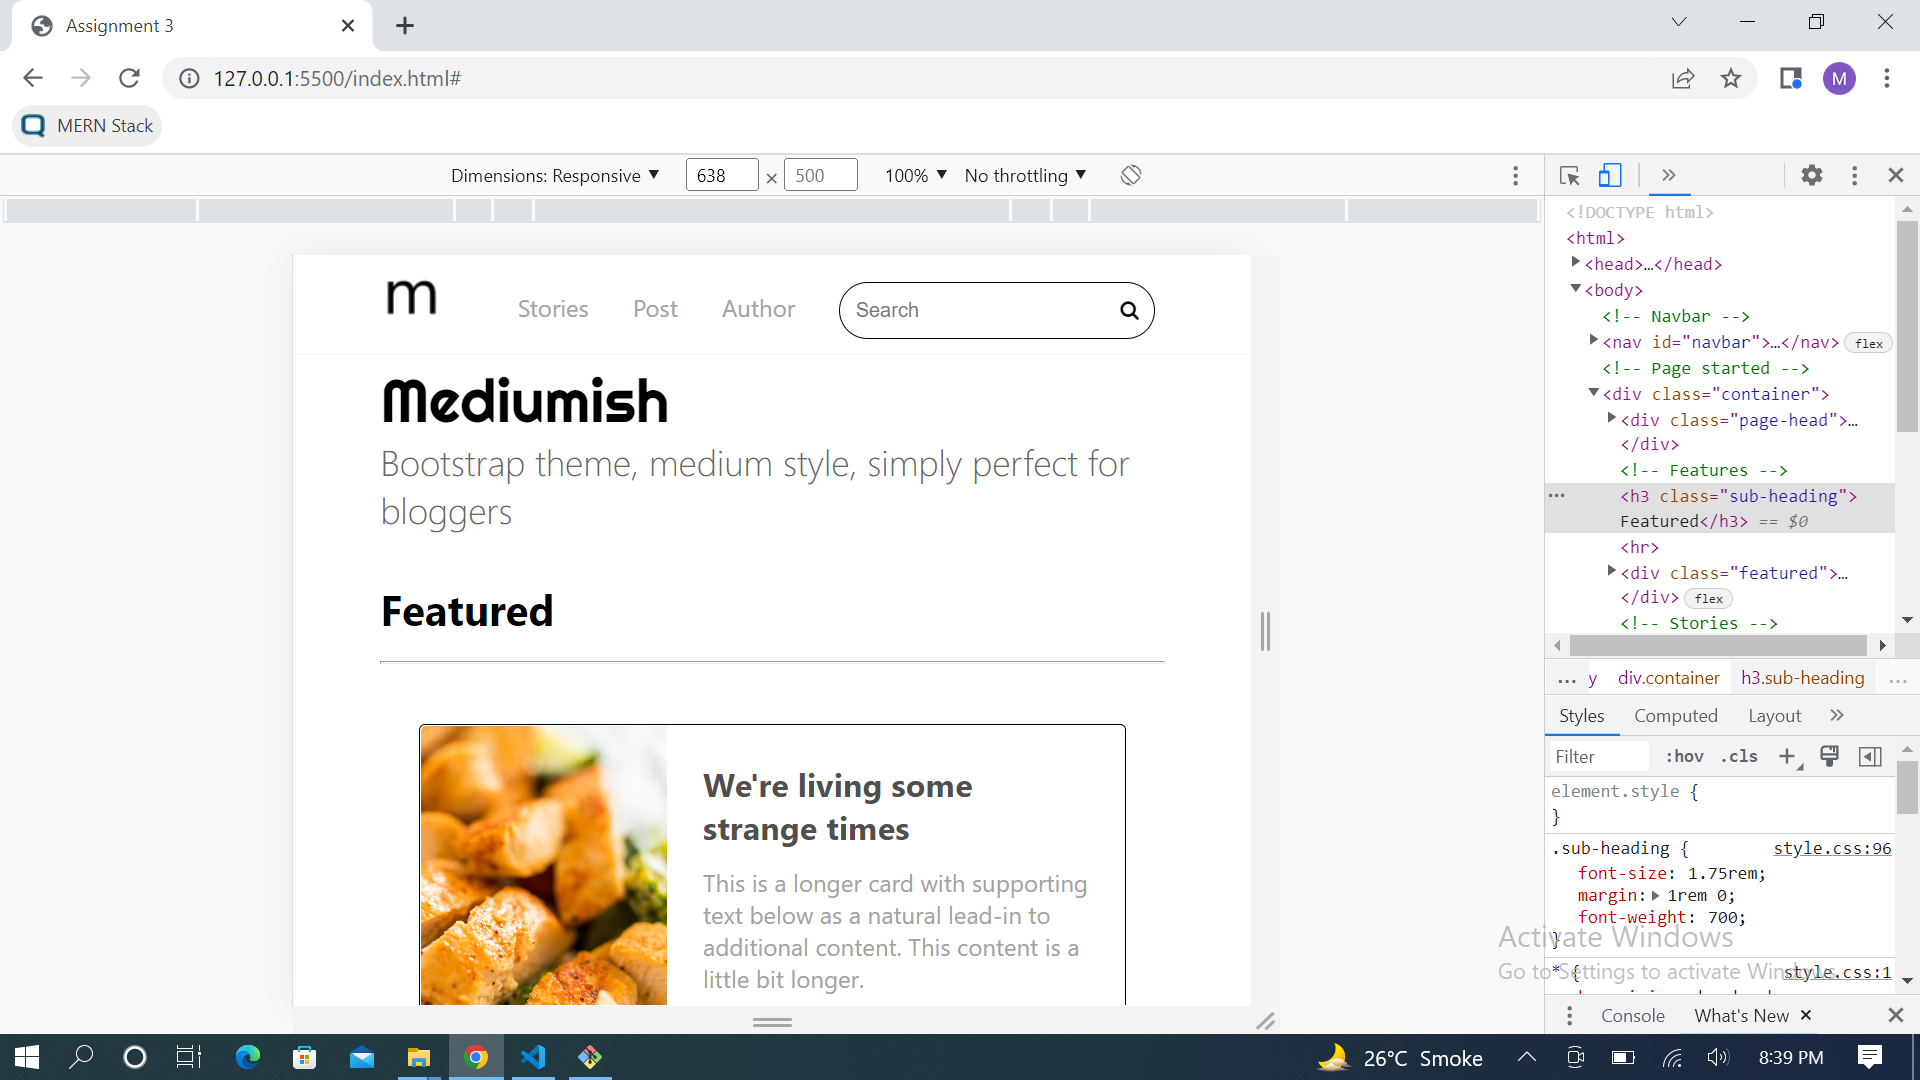 Assignment 3
127.0.0.1:5500/index.html#
M
MERN Stack
Dimensions: Responsive ▼ 638 × 500 100% ▼ No throttling ▼
m
Stories Post Author Search
Mediumish
Bootstrap theme, medium style, simply perfect for
bloggers
Featured
We're living some
strange times
This is a longer card with supporting
text below as a natural lead-in to
additional content. This content is a
little bit longer.
<!DOCTYPE html>
<html>
<head>…</head>
<body>
<!-- Navbar -->
<nav id="navbar">…</nav> flex
<!-- Page started -->
<div class="container">
<div class="page-head">…
</div>
<!-- Features -->
<h3 class="sub-heading">
Featured</h3> == $0
<hr>
<div class="featured">…
</div> flex
<!-- Stories -->
… y div.container h3.sub-heading …
Styles Computed Layout
Filter :hov .cls
element.style {
}
.sub-heading { style.css:96
font-size: 1.75rem;
margin: 1rem 0;
font-weight: 700;
}
* { style.css:1
Activate Windows
Go to Settings to activate Windows.
Console What's New
26°C Smoke 8:39 PM